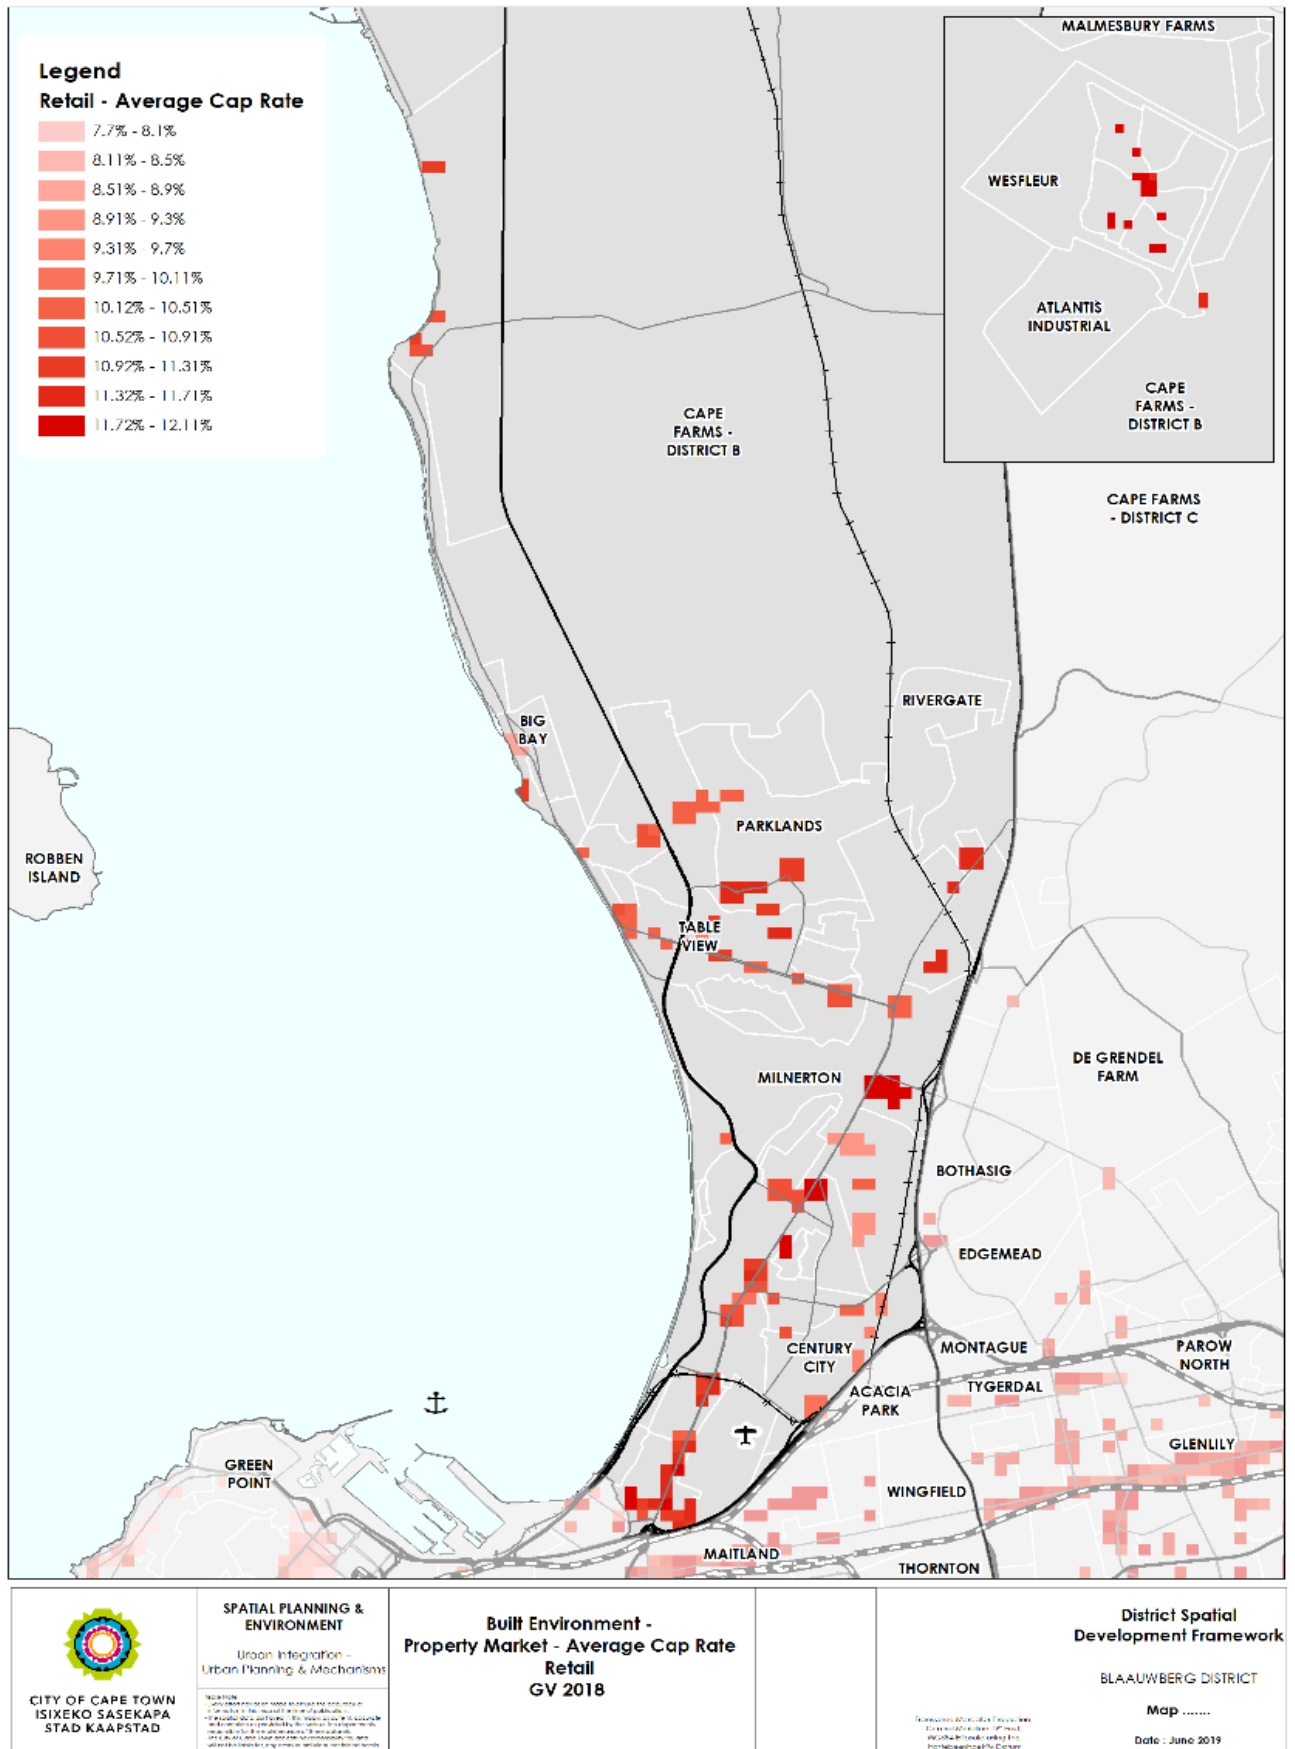 Legend
Retail - Average Cap Rate
7.7% - 8.1%
8.11% - 8.5%
8.51% - 8.9%
8.91% - 9.3%
9.31% - 9.7%
9.71% - 10.11%
10.12% - 10.51%
10.52% - 10.91%
10.92% - 11.31%
11.32% - 11.71%
11.72% - 12.11%
MALMESBURY FARMS
WESFLEUR
ATLANTIS
INDUSTRIAL
CAPE
FARMS -
DISTRICT B
CAPE
FARMS -
DISTRICT B
CAPE FARMS
- DISTRICT C
RIVERGATE
BIG
BAY
PARKLANDS
ROBBEN
ISLAND
TABLE
VIEW
DE GRENDEL
FARM
MILNERTON
BOTHASIG
EDGEMEAD
CENTURY
CITY
MONTAGUE
PAROW
NORTH
ACACIA
PARK
TYGERDAL
GLENLILY
GREEN
POINT
WINGFIELD
MAITLAND
THORNTON
CITY OF CAPE TOWN
ISIXEKO SASEKAPA
STAD KAAPSTAD
SPATIAL PLANNING &
ENVIRONMENT
Urban Integration -
Urban Planning & Mechanisms
Built Environment -
Property Market - Average Cap Rate
Retail
GV 2018
District Spatial
Development Framework
BLAAUWBERG DISTRICT
Map .......
Date : June 2019